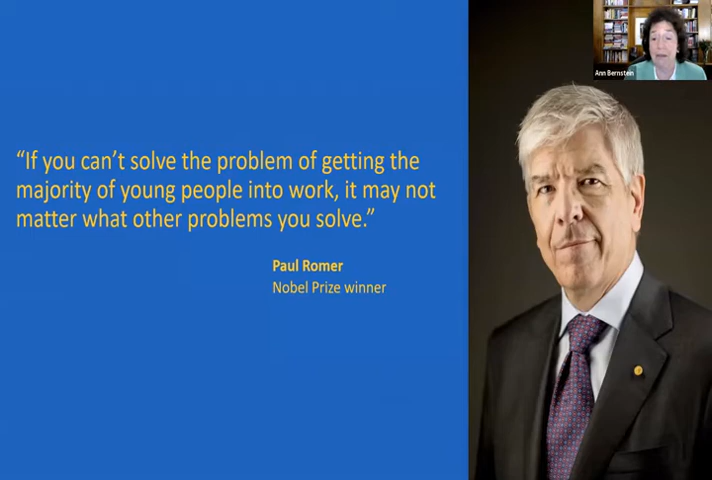 Ann Bernstein
“If you can’t solve the problem of getting the
majority of young people into work, it may not
matter what other problems you solve.”
Paul Romer
Nobel Prize winner